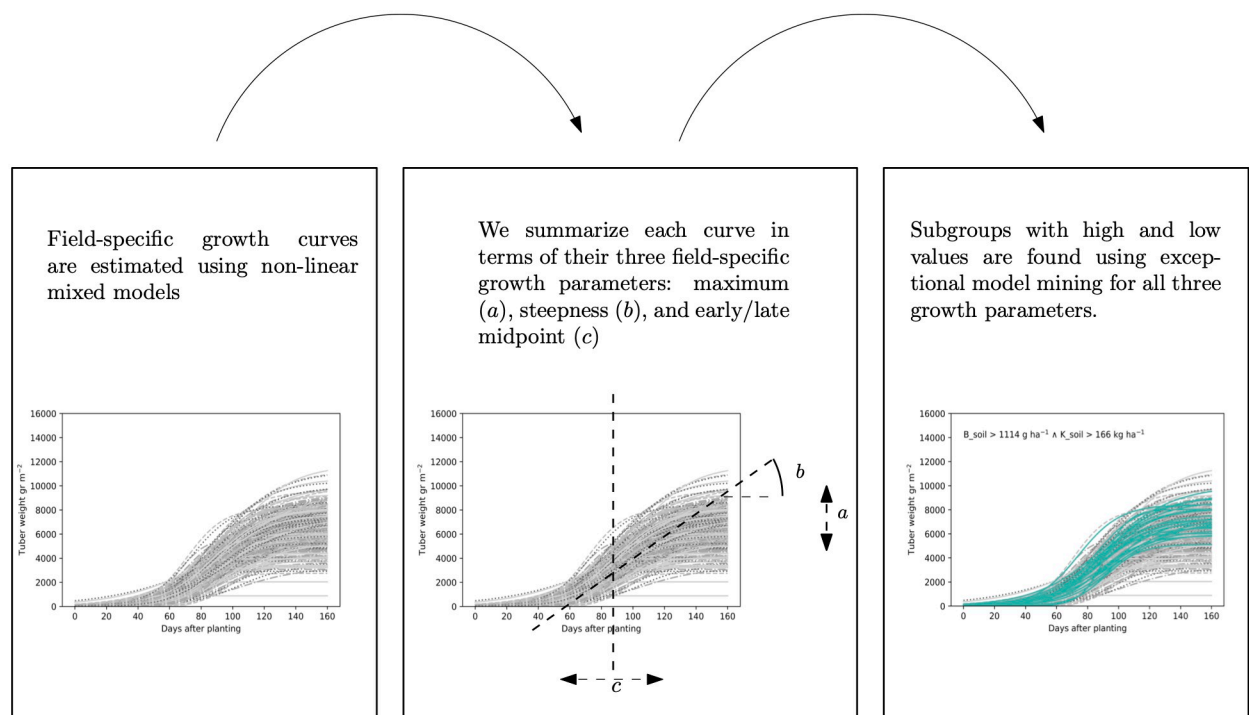 Field-specific growth curves
are estimated using non-linear
mixed models
16000
14000
12000
10000
8000
6000
4000
2000
0
Tuber weight gr m⁻²
0 20 40 60 80 100 120 140 160
Days after planting
We summarize each curve in
terms of their three field-specific
growth parameters: maximum
(a), steepness (b), and early/late
midpoint (c)
16000
14000
12000
10000
8000
6000
4000
2000
0
Tuber weight gr m⁻²
0 20 40 60 80 100 120 140 160
Days after planting
b
a
c
Subgroups with high and low
values are found using excep-
tional model mining for all three
growth parameters.
16000
14000
12000
10000
8000
6000
4000
2000
0
Tuber weight gr m⁻²
B_soil > 1114 g ha⁻¹ ∧ K_soil > 166 kg ha⁻¹
0 20 40 60 80 100 120 140 160
Days after planting